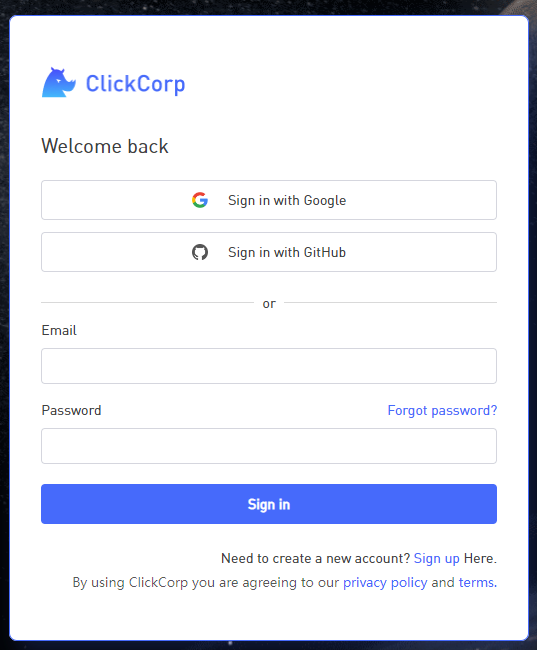 ClickCorp
Welcome back
Sign in with Google
Sign in with GitHub
or
Email
Password Forgot password?
Sign in
Need to create a new account? Sign up Here.
By using ClickCorp you are agreeing to our privacy policy and terms.